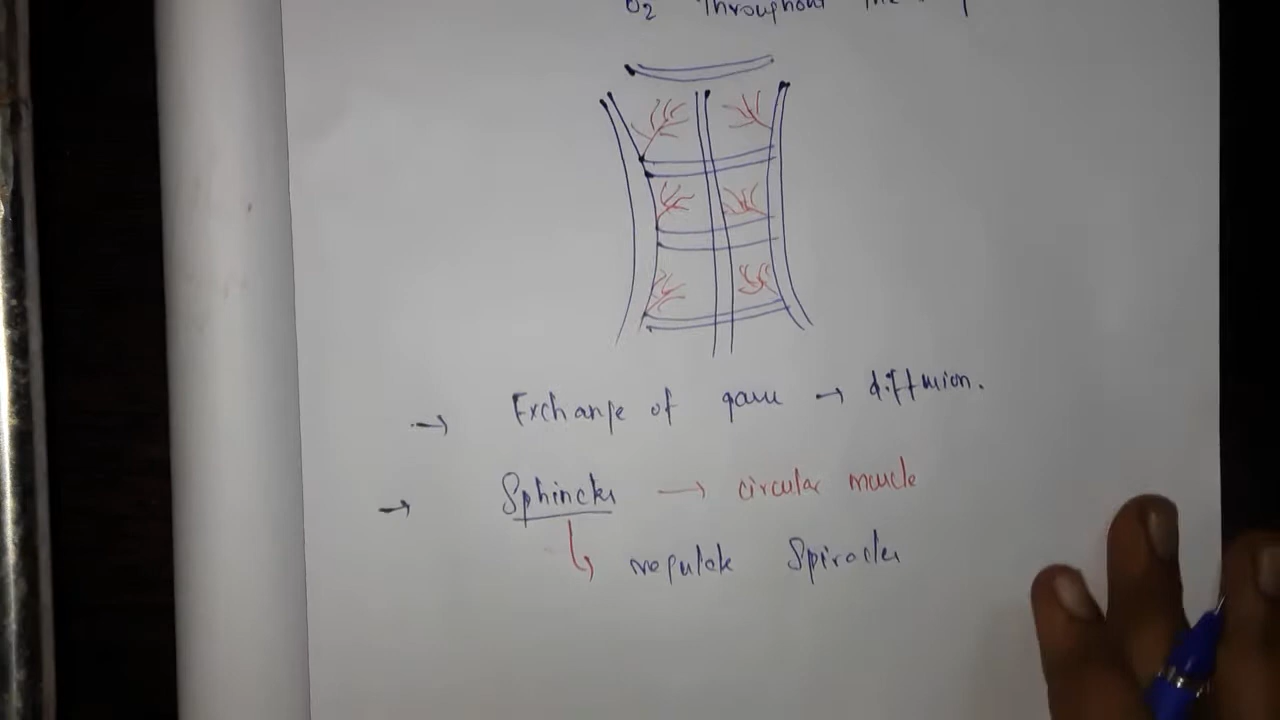 O₂ Throughout the
→ Exchange of gases → diffusion.
→ Sphincter → circular muscle
↳ regulate Spiracles